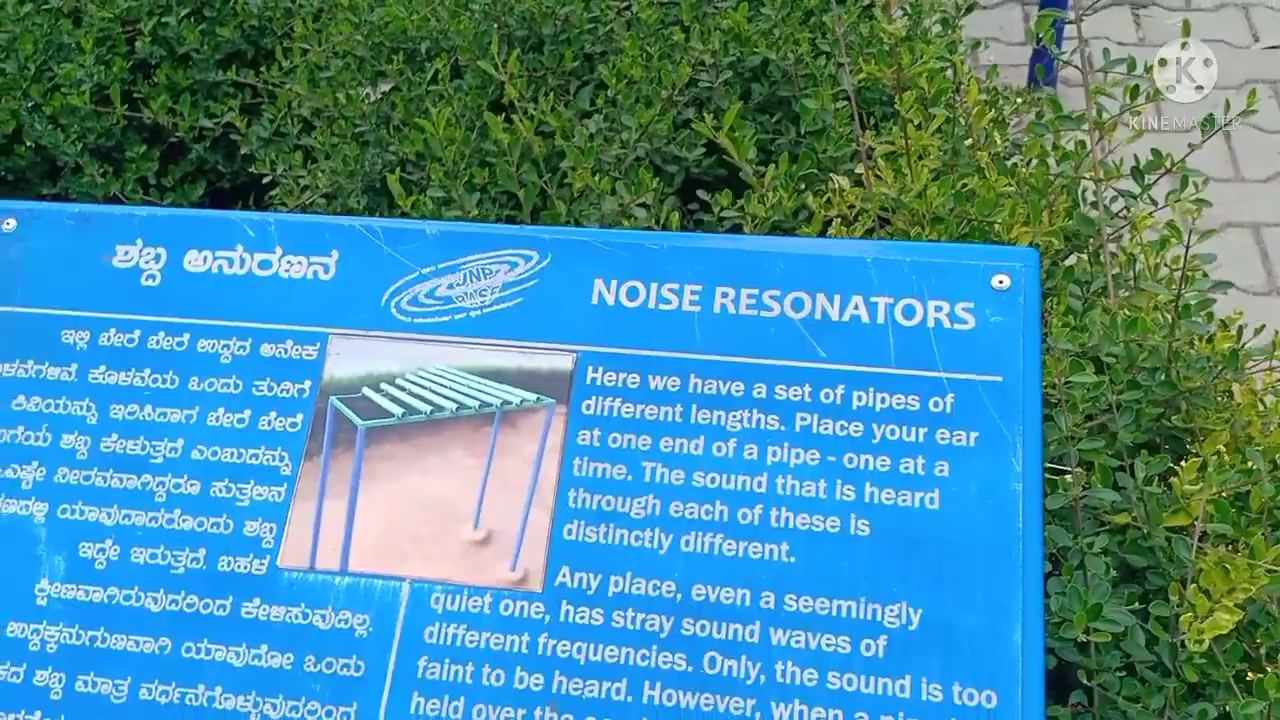 KINEMASTER
ಶಬ್ದ ಅನುರಣನ
JNP
BASE
NOISE RESONATORS
ಇಲ್ಲಿ ಬೇರೆ ಬೇರೆ ಉದ್ದದ ಅನೇಕ
ಕೊಳವೆಯ ಒಂದು ತುದಿಗೆ
ಕಿವಿಯನ್ನು ಇರಿಸಿದಾಗ ಬೇರೆ ಬೇರೆ
ಶಬ್ದ ಕೇಳುತ್ತದೆ ಎಂಬುದನ್ನು
ನೀರವವಾಗಿದ್ದರೂ ಸುತ್ತಲಿನ
ಯಾವುದಾದರೊಂದು ಶಬ್ದ
ಇದ್ದೇ ಇರುತ್ತದೆ. ಬಹಳ
ಕ್ಷೀಣವಾಗಿರುವುದರಿಂದ ಕೇಳಿಸುವುದಿಲ್ಲ.
ಉದ್ದಕ್ಕನುಗುಣವಾಗಿ ಯಾವುದೋ ಒಂದು
ಶಬ್ದ ಮಾತ್ರ ವರ್ಧನೆಗೊಳ್ಳುವುದರಿಂದ
Here we have a set of pipes of
different lengths. Place your ear
at one end of a pipe - one at a
time. The sound that is heard
through each of these is
distinctly different.
Any place, even a seemingly
quiet one, has stray sound waves of
different frequencies. Only, the sound is too
faint to be heard. However, when a
held over the